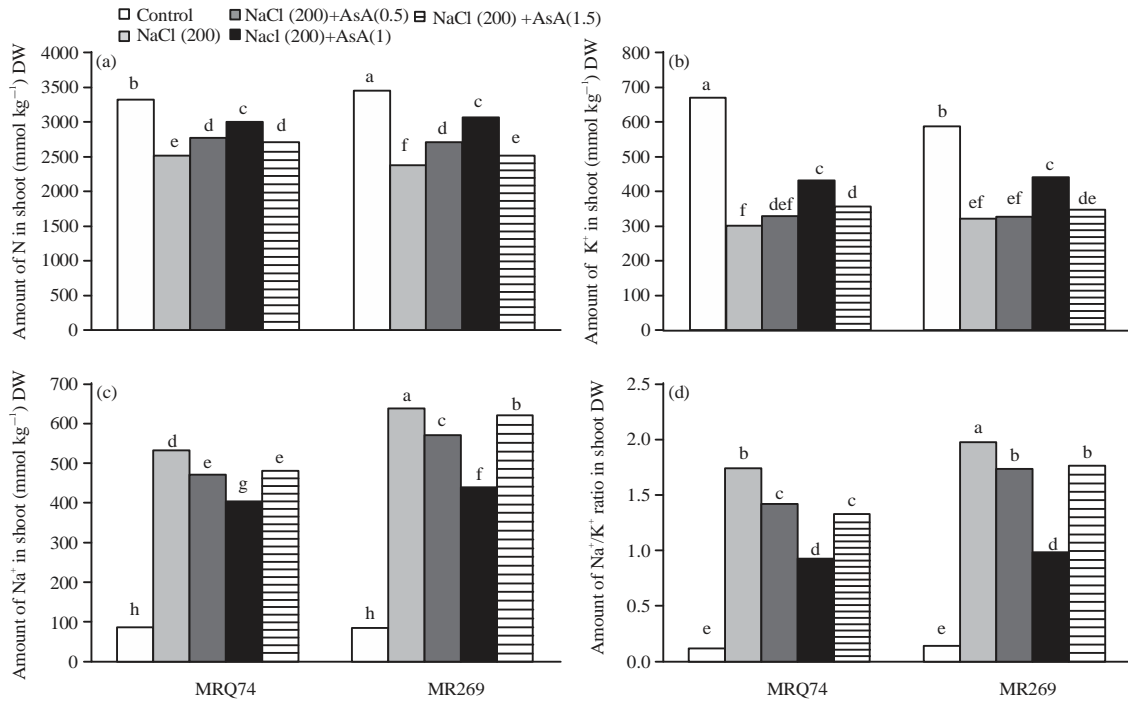 Control NaCl (200)+AsA(0.5) NaCl (200) +AsA(1.5)
NaCl (200) Nacl (200)+AsA(1)
(a)
Amount of N in shoot (mmol kg⁻¹) DW
4000
3500
3000
2500
2000
1500
1000
500
0
b e d c d a f d c e
(b)
Amount of K⁺ in shoot (mmol kg⁻¹) DW
800
700
600
500
400
300
200
100
0
a f def c d b ef ef c de
(c)
Amount of Na⁺ in shoot (mmol kg⁻¹) DW
700
600
500
400
300
200
100
0
h d e g e h a c f b
MRQ74 MR269
(d)
Amount of Na⁺/K⁺ ratio in shoot DW
2.0
1.5
1.0
0.5
0.0
e b c d c e a b d b
MRQ74 MR269